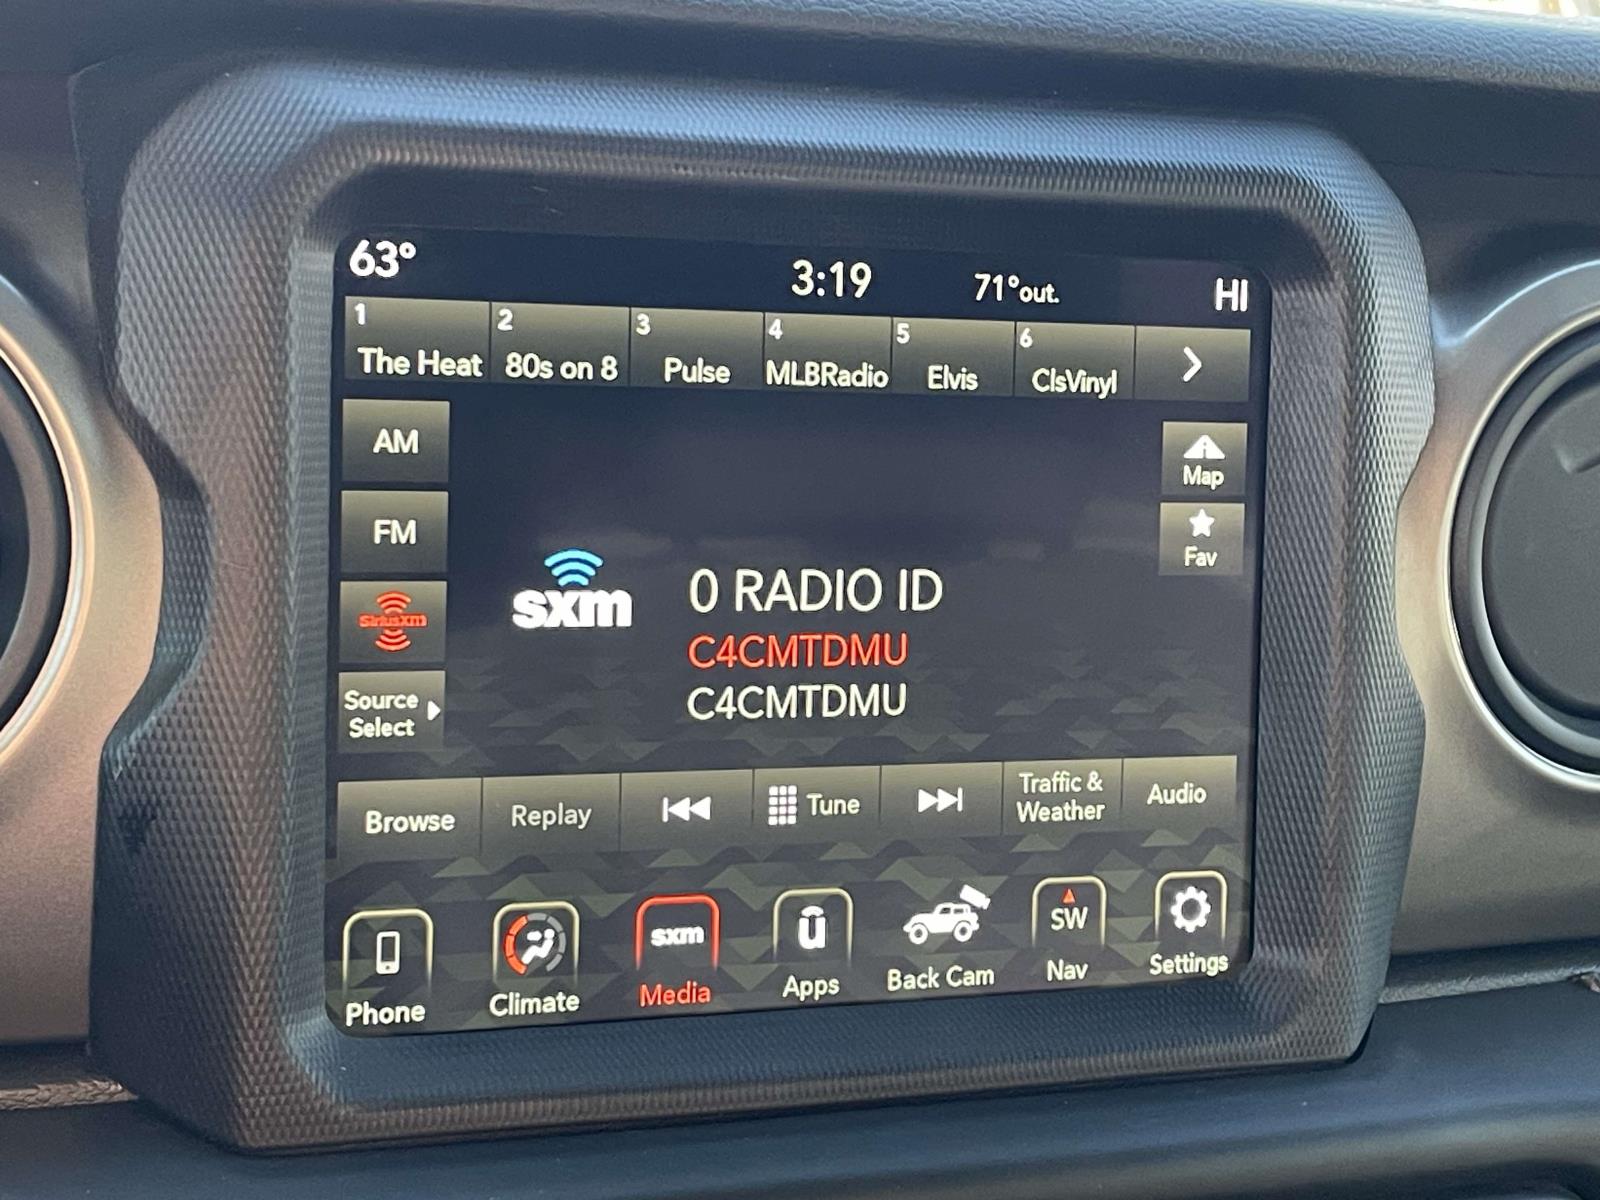 63°
3:19
71°out.
HI
1
The Heat
2
80s on 8
3
Pulse
4
MLBRadio
5
Elvis
6
ClsVinyl
AM
FM
SiriusXM
Source
Select
Map
Fav
sxm
0 RADIO ID
C4CMTDMU
C4CMTDMU
Browse
Replay
Tune
Traffic &
Weather
Audio
Phone
Climate
sxm
Media
ū
Apps
Back Cam
SW
Nav
Settings